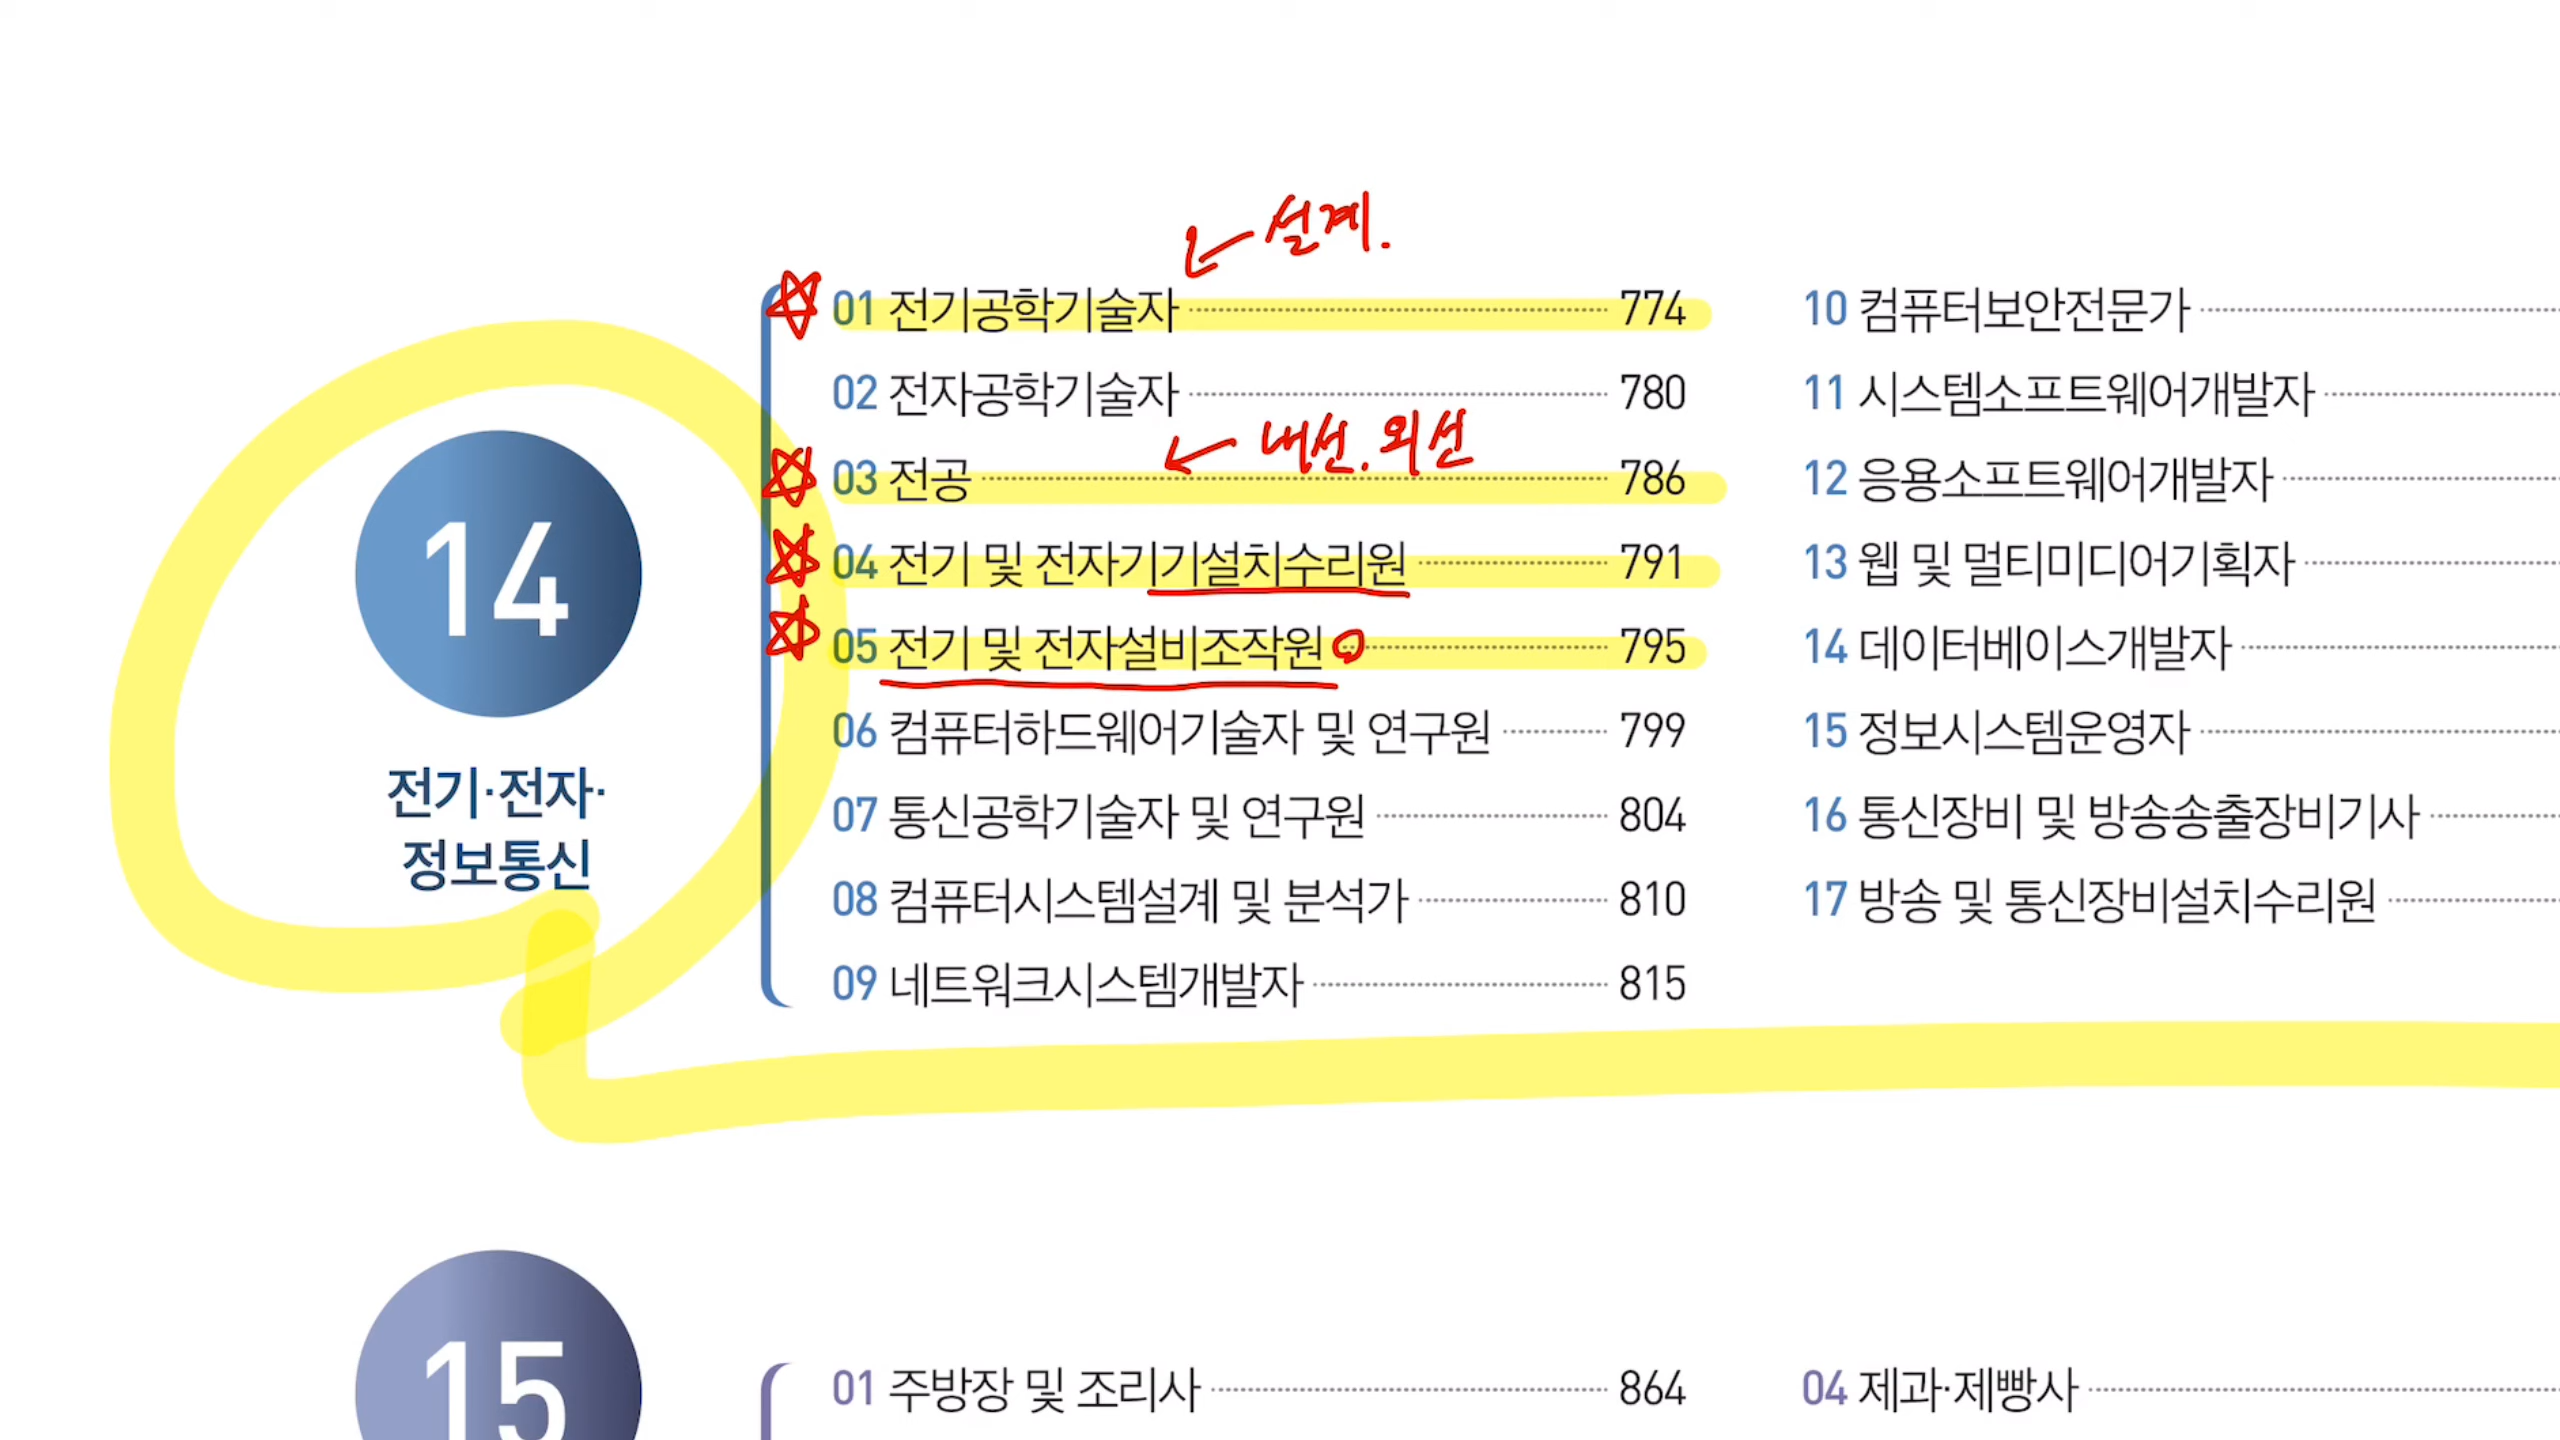 설계.
01 전기공학기술자 774
02 전자공학기술자 780
내선. 외선
03 전공 786
04 전기 및 전자기기설치수리원 791
05 전기 및 전자설비조작원 795
06 컴퓨터하드웨어기술자 및 연구원 799
07 통신공학기술자 및 연구원 804
08 컴퓨터시스템설계 및 분석가 810
09 네트워크시스템개발자 815
10 컴퓨터보안전문가
11 시스템소프트웨어개발자
12 응용소프트웨어개발자
13 웹 및 멀티미디어기획자
14 데이터베이스개발자
15 정보시스템운영자
16 통신장비 및 방송송출장비기사
17 방송 및 통신장비설치수리원
14
전기·전자·
정보통신
15
01 주방장 및 조리사 864
04 제과·제빵사